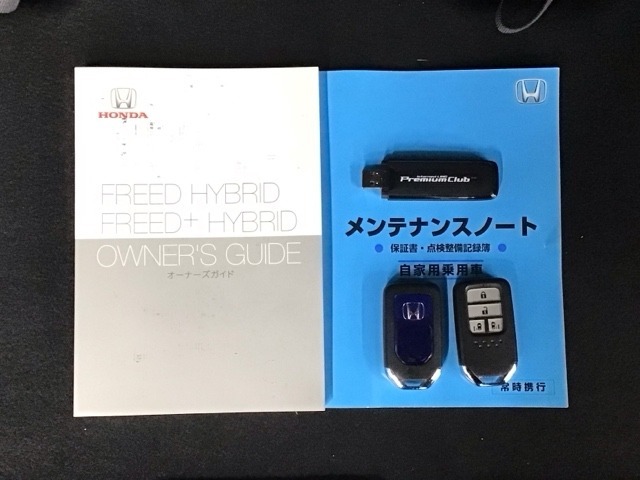 HONDA
FREED HYBRID
FREED+ HYBRID
OWNER'S GUIDE
オーナーズガイド
PremiumClub
メンテナンスノート
保証書・点検整備記録簿
自家用乗用車
常時携行